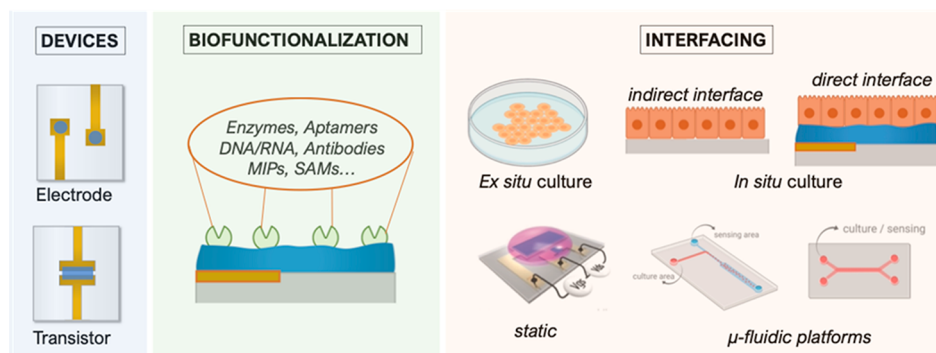 DEVICES
Electrode
Transistor
BIOFUNCTIONALIZATION
Enzymes, Aptamers
DNA/RNA, Antibodies
MIPs, SAMs…
INTERFACING
indirect interface
direct interface
Ex situ culture
In situ culture
sensing area
culture area
culture / sensing
static
µ-fluidic platforms